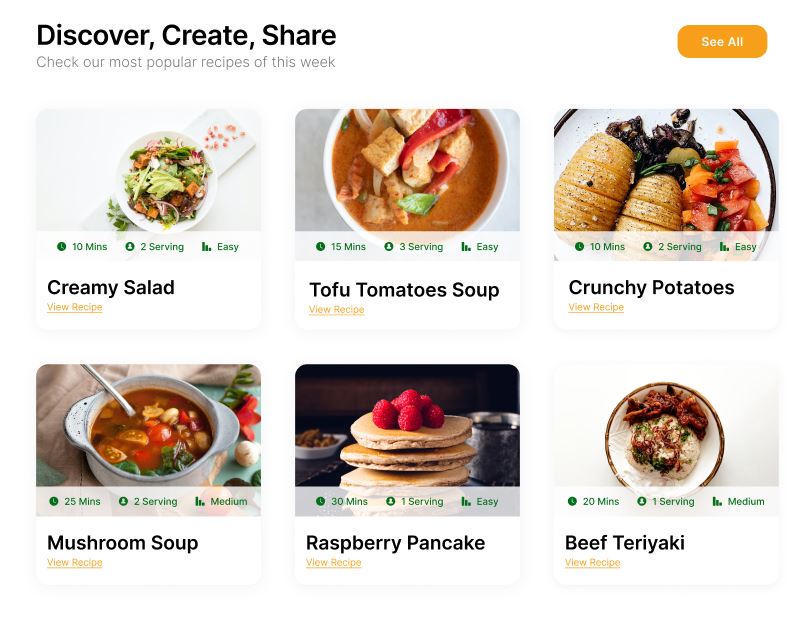 Discover, Create, Share
See All
Check our most popular recipes of this week
10 Mins 2 Serving Easy
Creamy Salad
View Recipe
15 Mins 3 Serving Easy
Tofu Tomatoes Soup
View Recipe
10 Mins 2 Serving Easy
Crunchy Potatoes
View Recipe
25 Mins 2 Serving Medium
Mushroom Soup
View Recipe
30 Mins 1 Serving Easy
Raspberry Pancake
View Recipe
20 Mins 1 Serving Medium
Beef Teriyaki
View Recipe